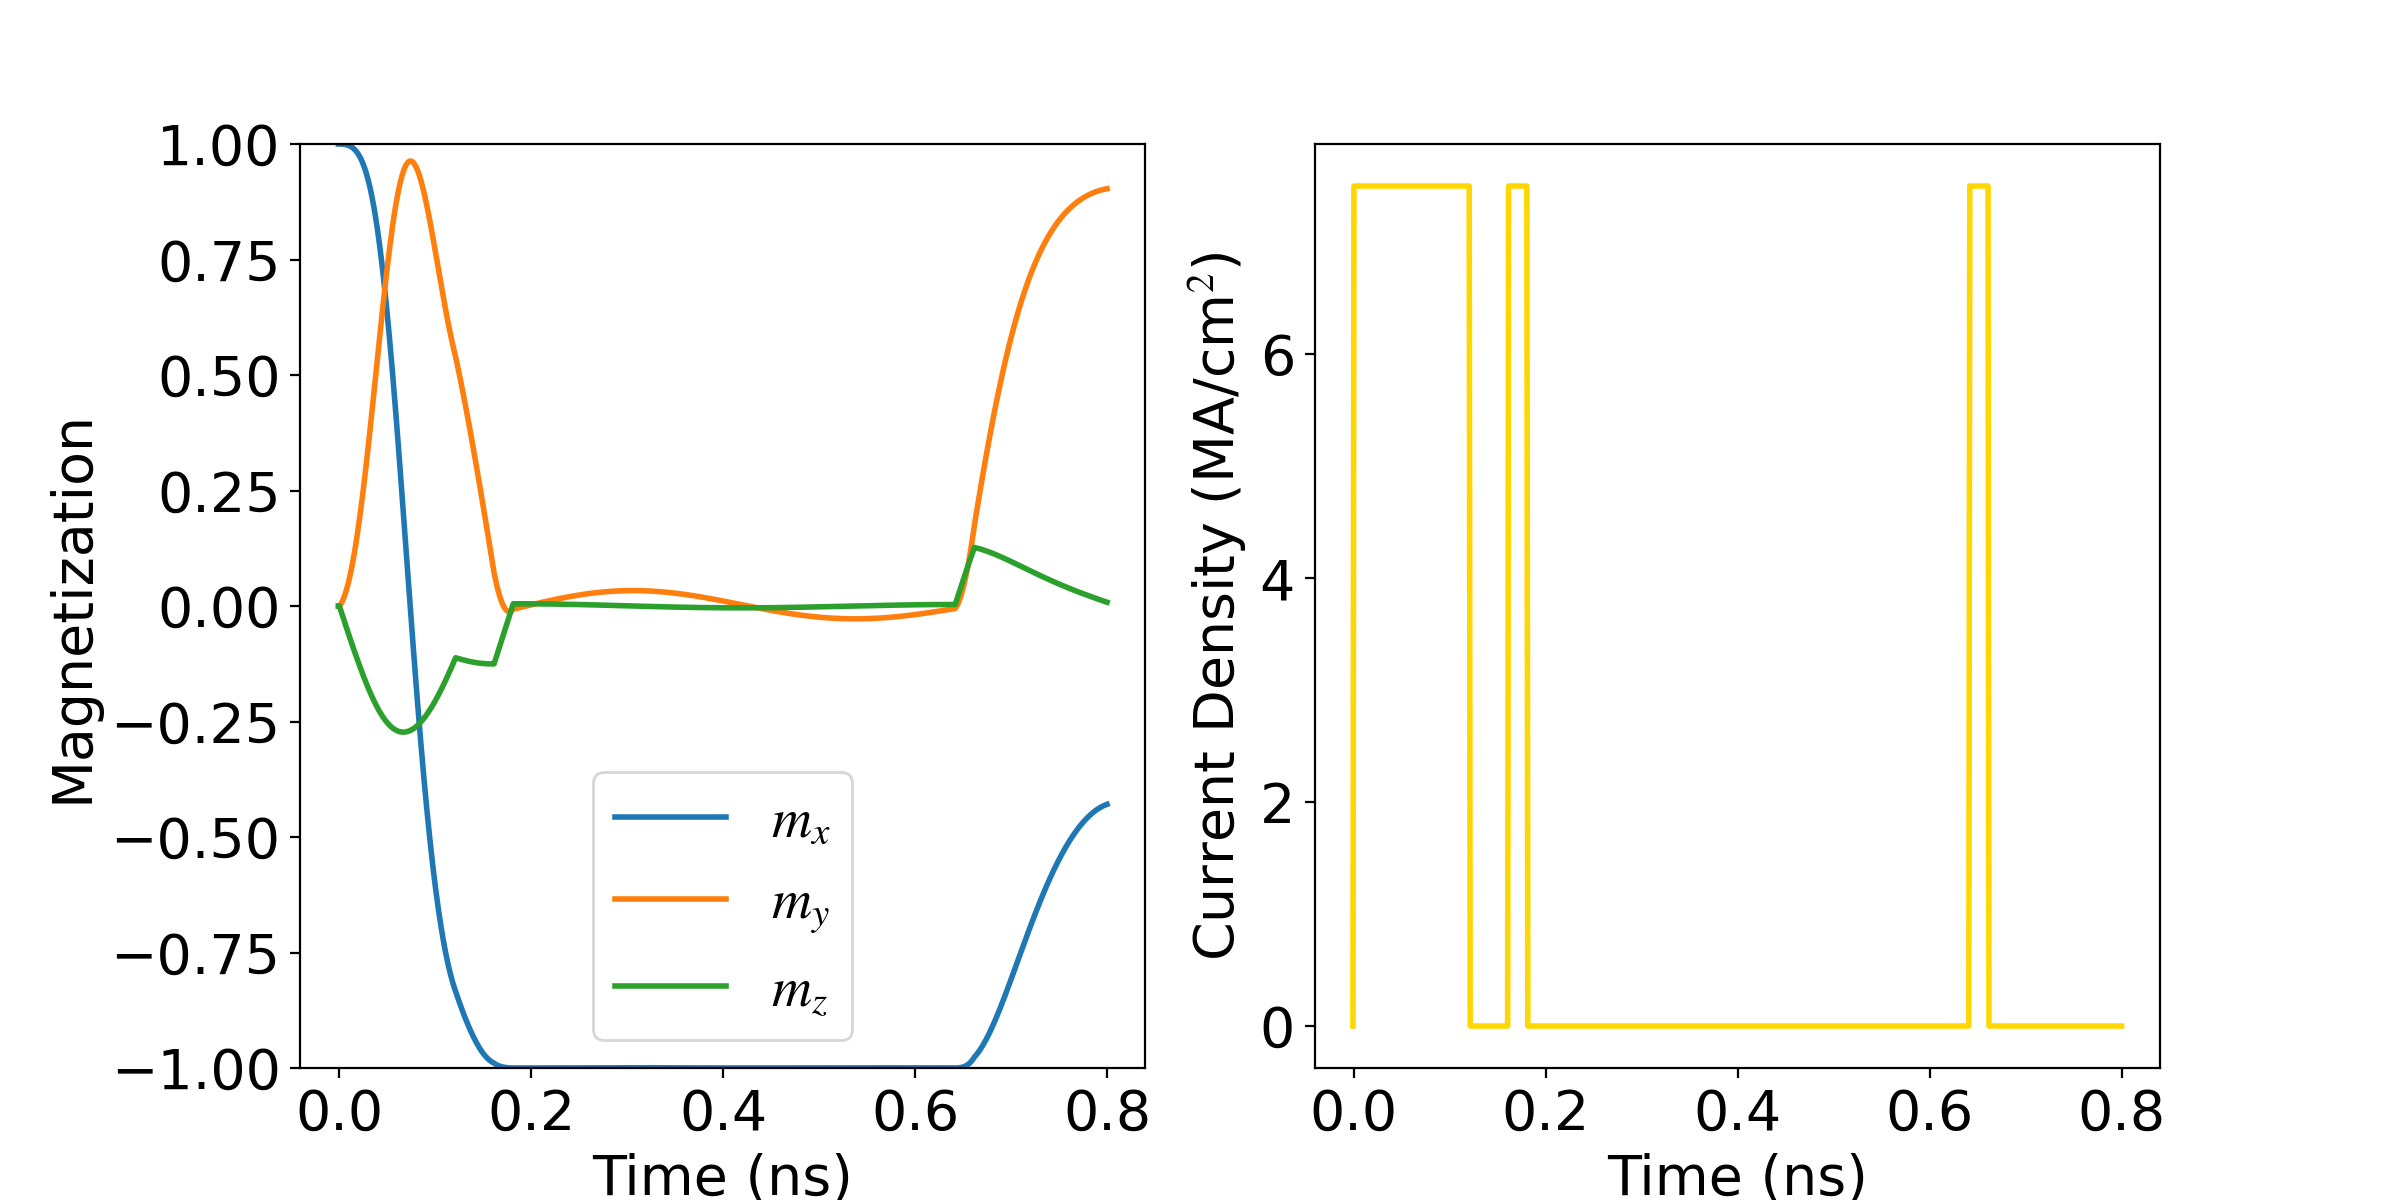 Magnetization
1.00
0.75
0.50
0.25
0.00
−0.25
−0.50
−0.75
−1.00
0.0 0.2 0.4 0.6 0.8
Time (ns)
m_x
m_y
m_z
Current Density (MA/cm²)
6
4
2
0
0.0 0.2 0.4 0.6 0.8
Time (ns)